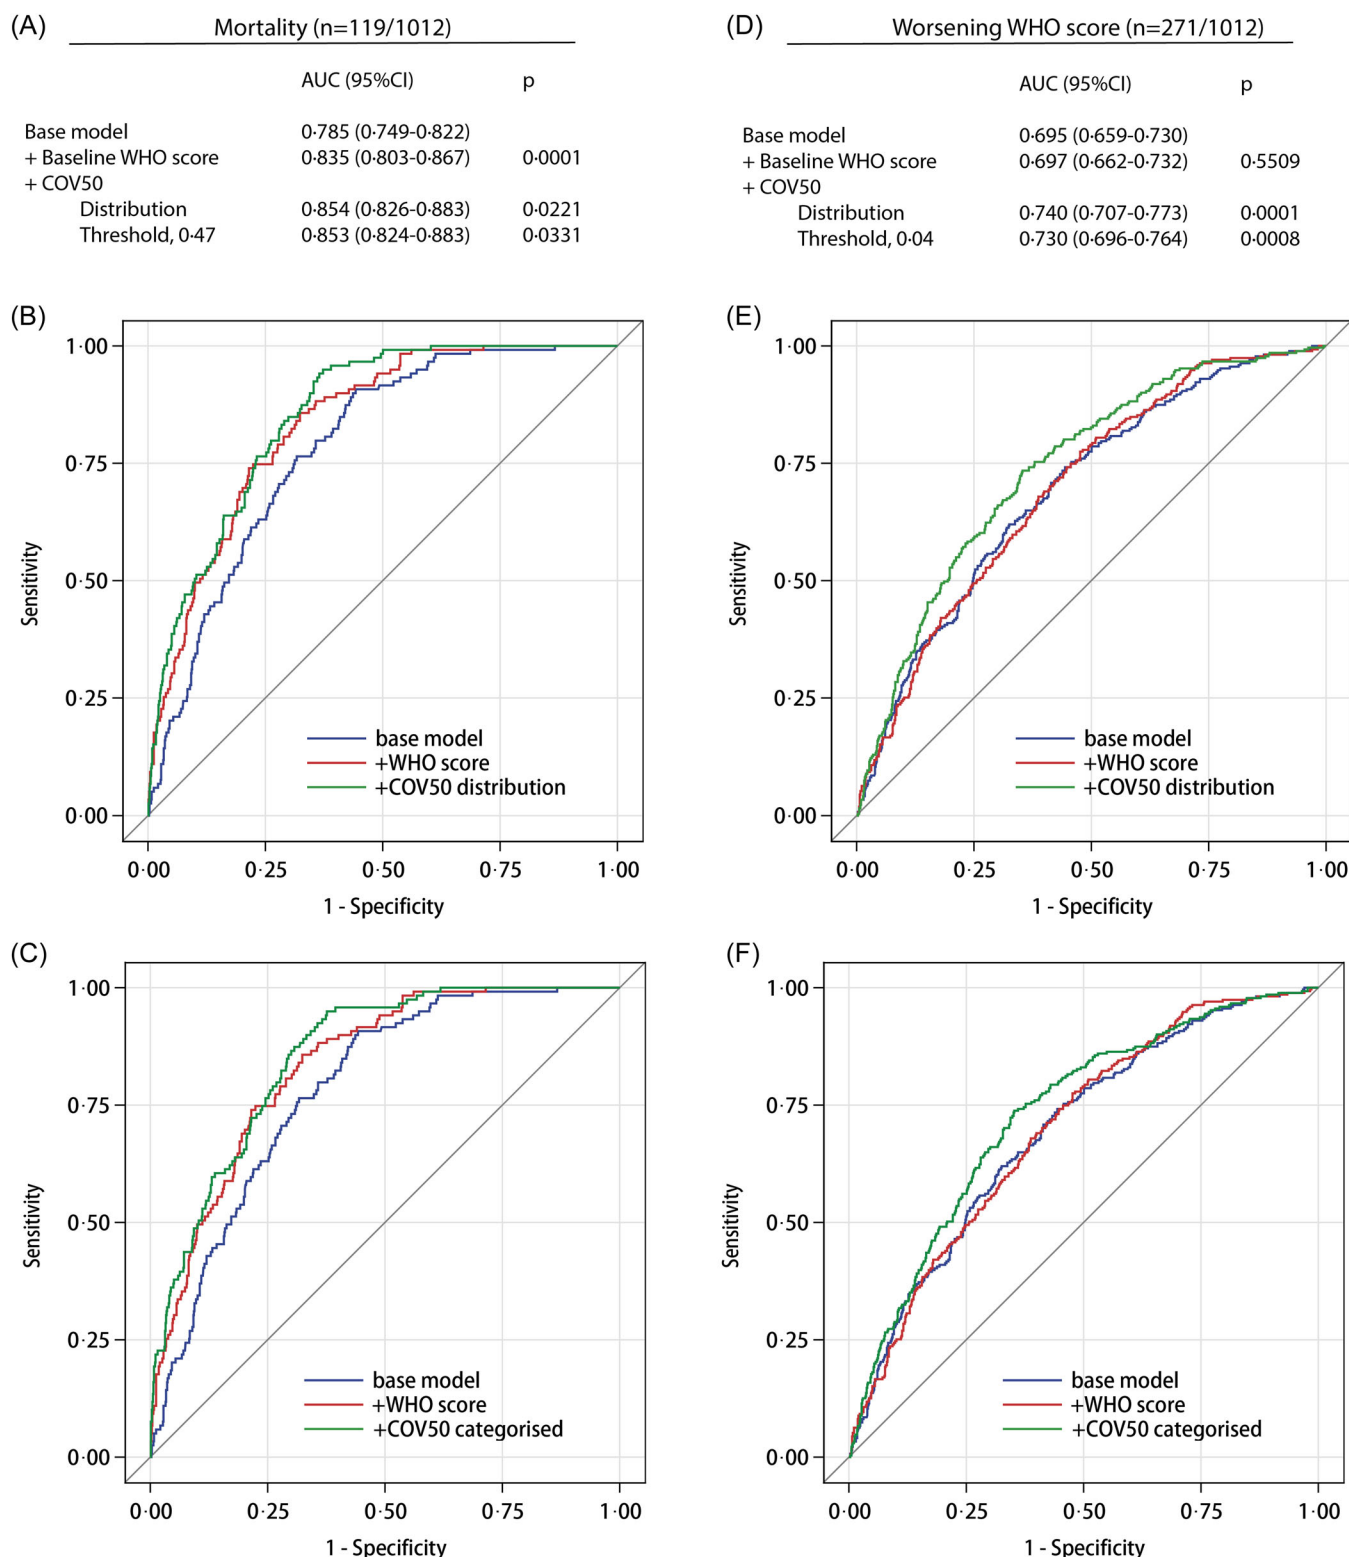 (A) Mortality (n=119/1012)
AUC (95%CI) p
Base model 0·785 (0·749-0·822)
+ Baseline WHO score 0·835 (0·803-0·867) 0·0001
+ COV50
Distribution 0·854 (0·826-0·883) 0·0221
Threshold, 0·47 0·853 (0·824-0·883) 0·0331
(D) Worsening WHO score (n=271/1012)
AUC (95%CI) p
Base model 0·695 (0·659-0·730)
+ Baseline WHO score 0·697 (0·662-0·732) 0·5509
+ COV50
Distribution 0·740 (0·707-0·773) 0·0001
Threshold, 0·04 0·730 (0·696-0·764) 0·0008
(B)
1·00
0·75
0·50
0·25
0·00
Sensitivity
base model
+WHO score
+COV50 distribution
0·00 0·25 0·50 0·75 1·00
1 - Specificity
(E)
1·00
0·75
0·50
0·25
0·00
Sensitivity
base model
+WHO score
+COV50 distribution
0·00 0·25 0·50 0·75 1·00
1 - Specificity
(C)
1·00
0·75
0·50
0·25
0·00
Sensitivity
base model
+WHO score
+COV50 categorised
0·00 0·25 0·50 0·75 1·00
1 - Specificity
(F)
1·00
0·75
0·50
0·25
0·00
Sensitivity
base model
+WHO score
+COV50 categorised
0·00 0·25 0·50 0·75 1·00
1 - Specificity